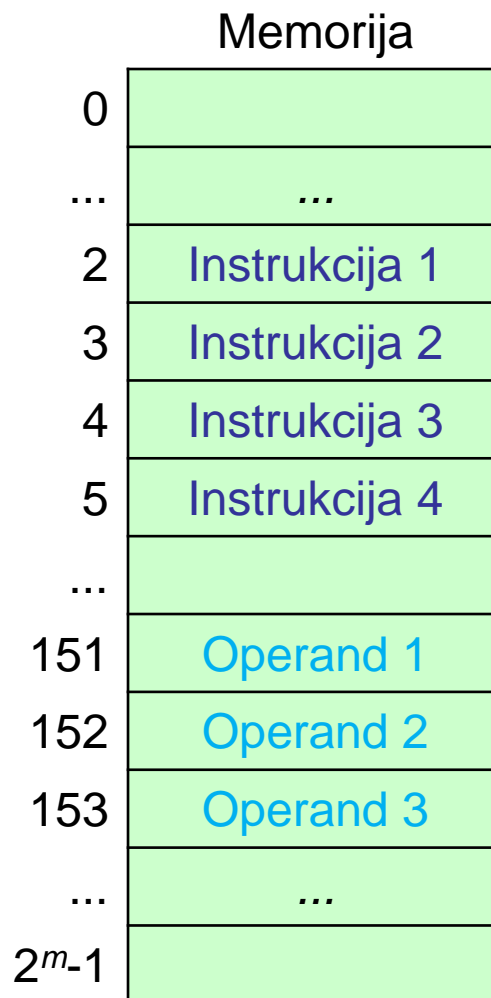 Memorija
0
... ...
2 Instrukcija 1
3 Instrukcija 2
4 Instrukcija 3
5 Instrukcija 4
...
151 Operand 1
152 Operand 2
153 Operand 3
... ...
2ᵐ-1